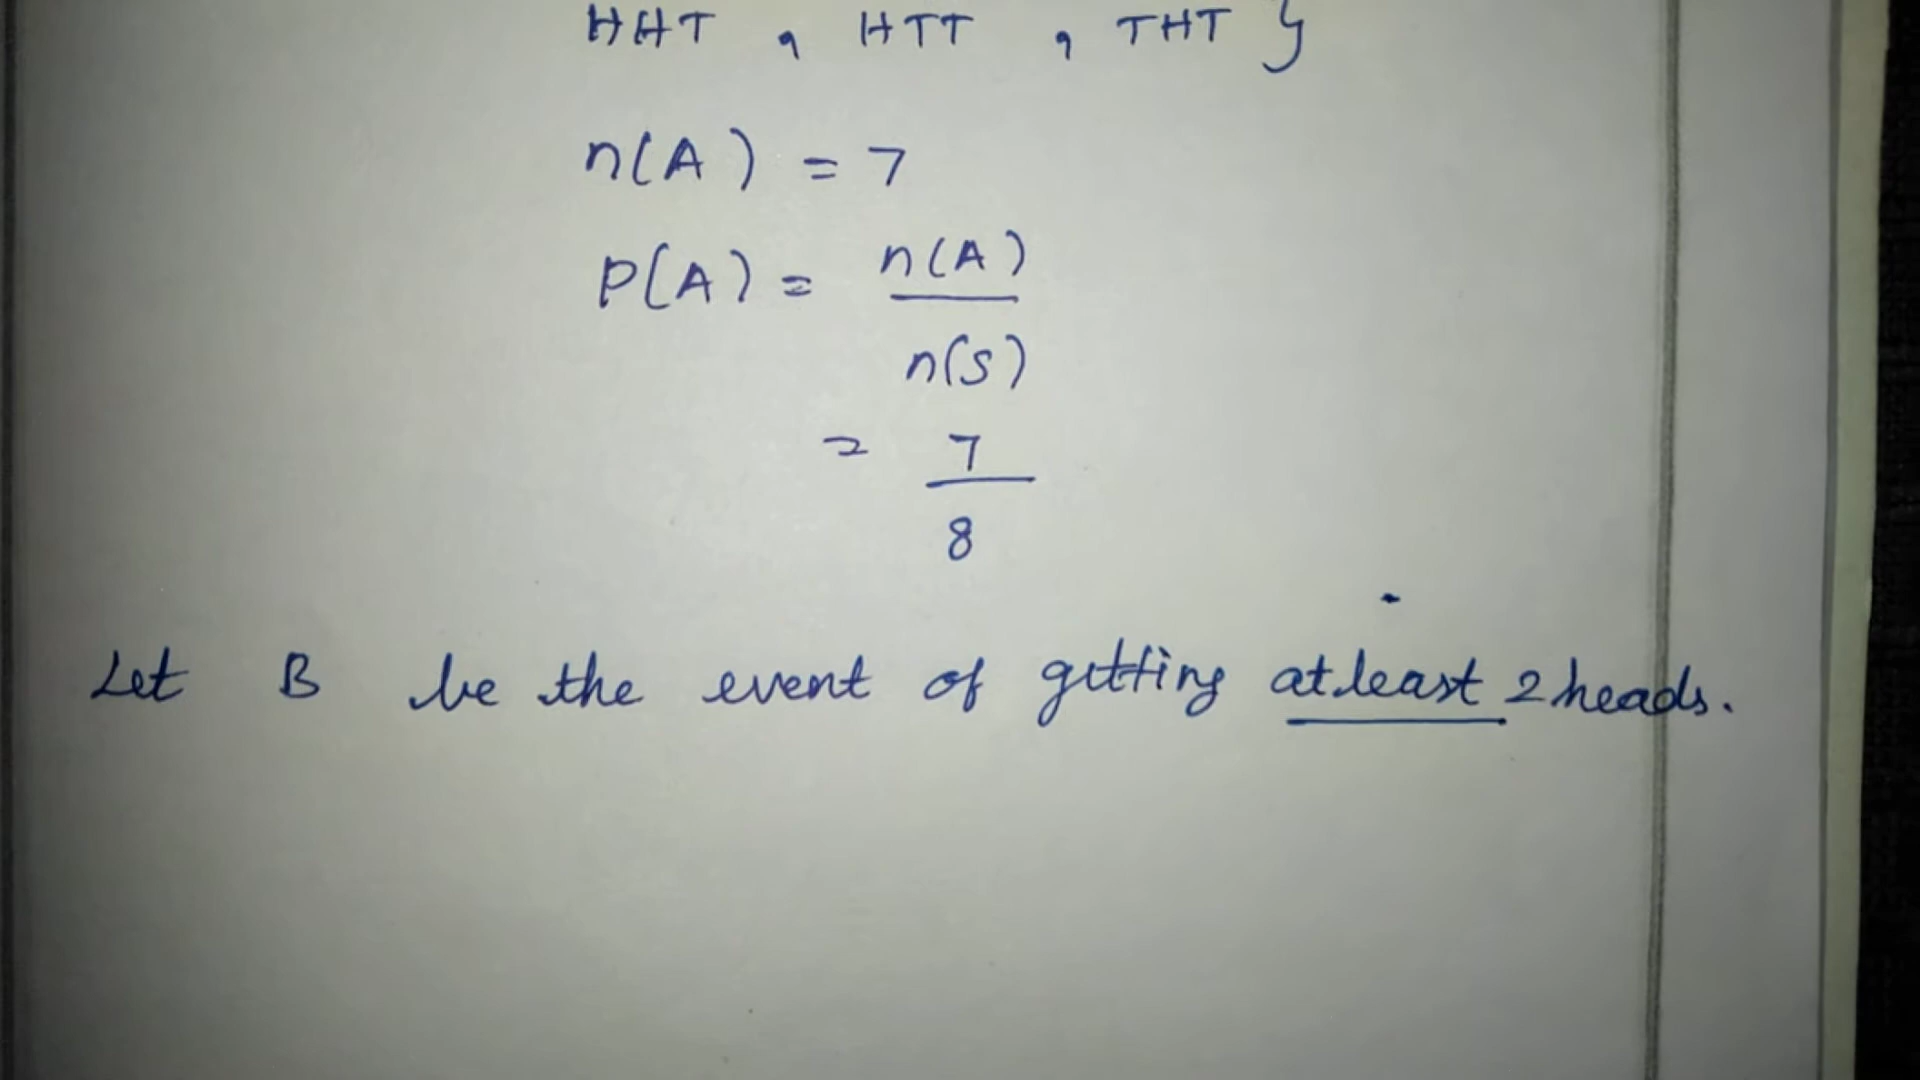 HHT , HTT , THT }
n(A) = 7
P(A) = n(A)
n(S)
= 7
8
Let B be the event of getting atleast 2 heads.